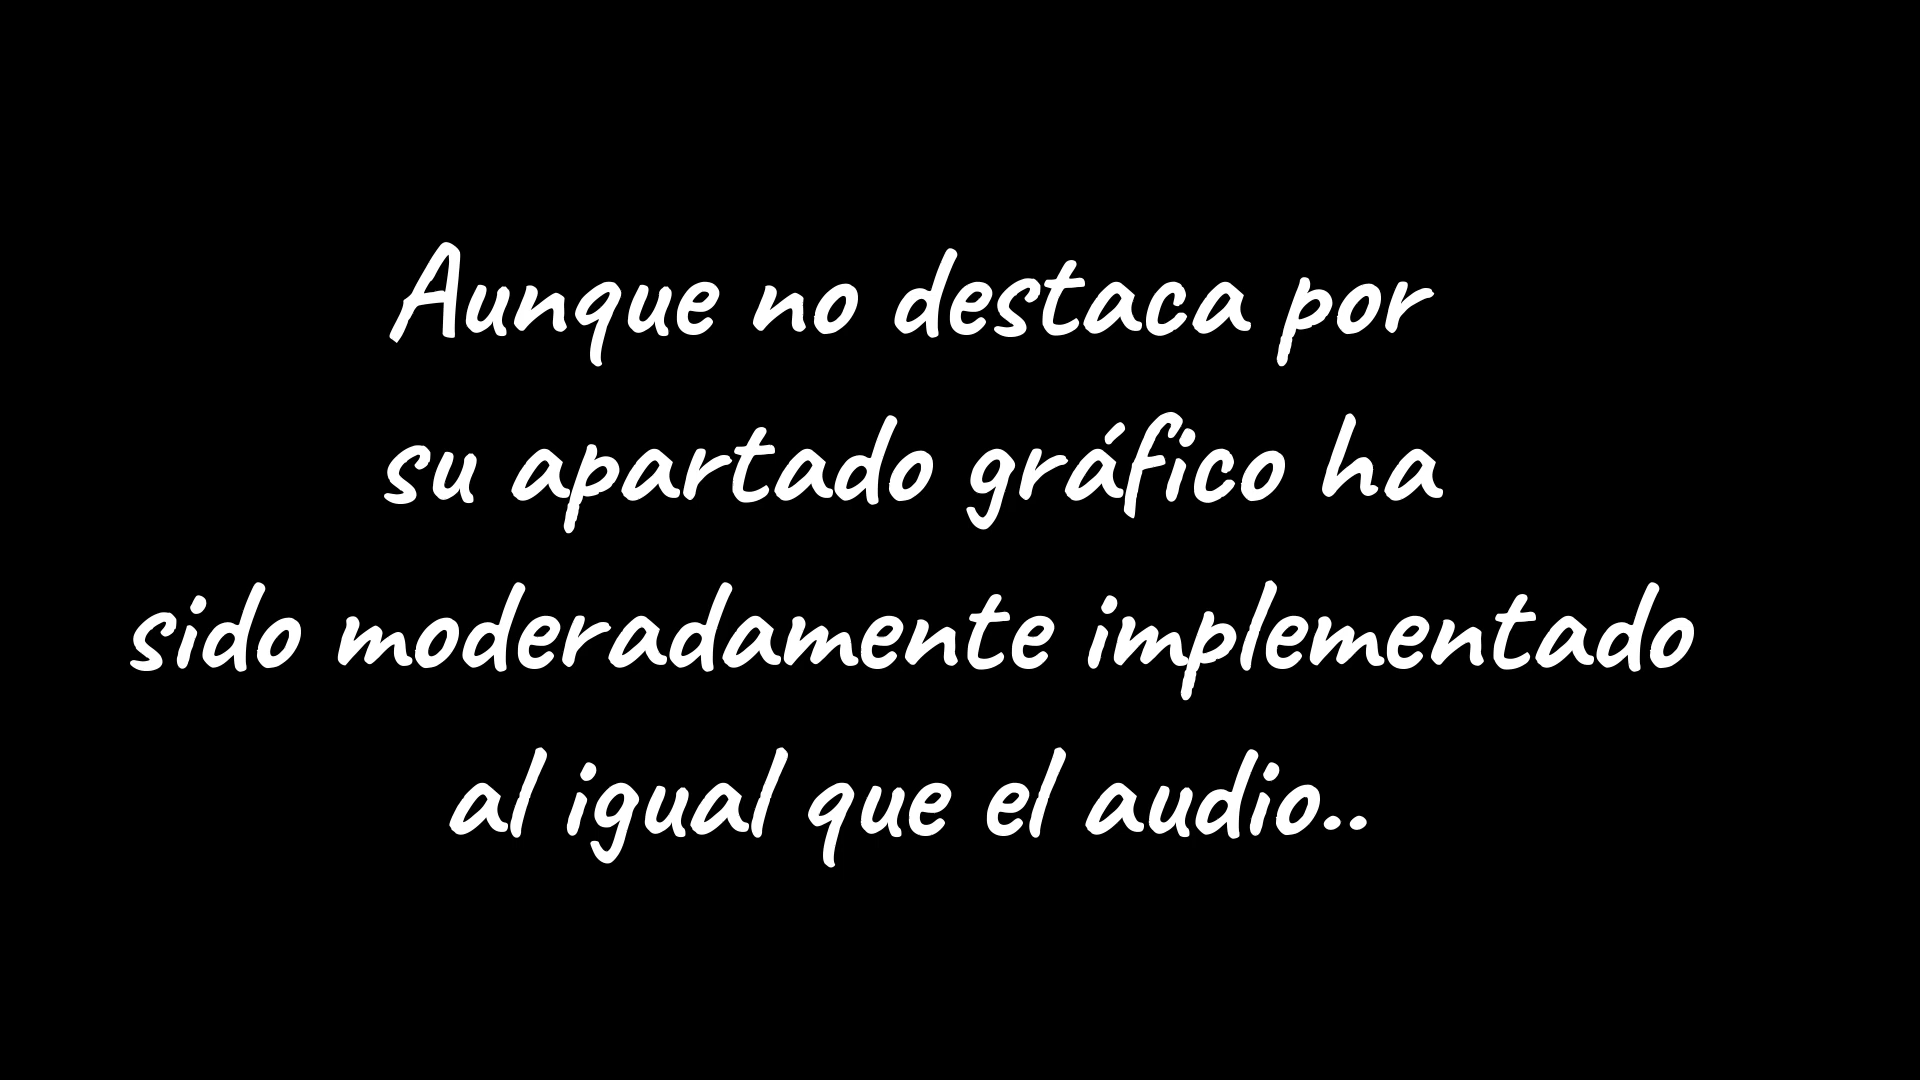 Aunque no destaca por
su apartado gráfico ha
sido moderadamente implementado
al igual que el audio..